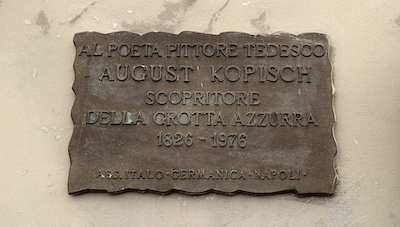 AL POETA PITTORE TEDESCO
AUGUST KOPISCH
SCOPRITORE
DELLA GROTTA AZZURRA
1826 - 1976
ASS. ITALO · GERMANICA · NAPOLI ·